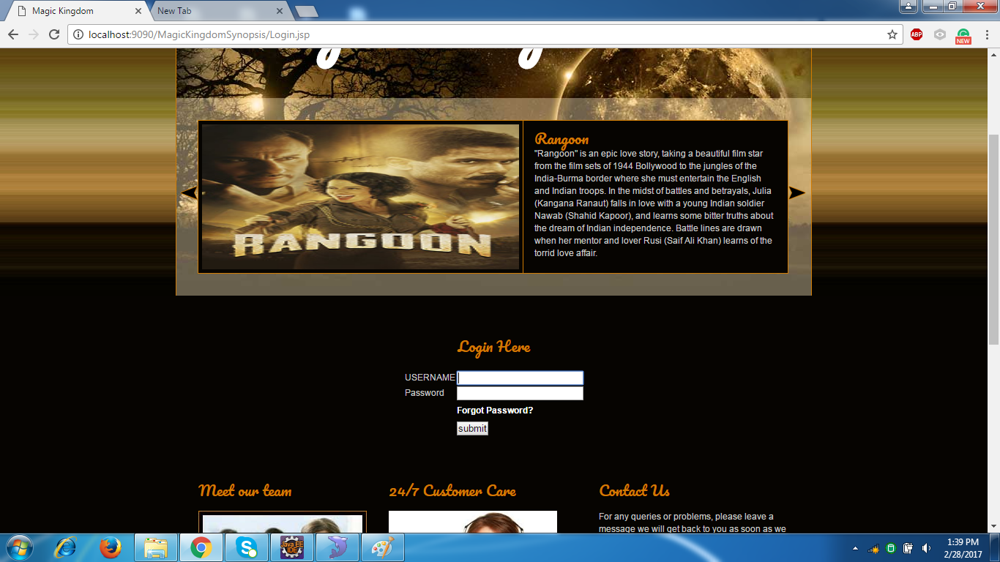 Magic Kingdom
New Tab
localhost:9090/MagicKingdomSynopsis/Login.jsp
ABP
NEW
RANGOON
Rangoon
"Rangoon" is an epic love story, taking a beautiful film star
from the film sets of 1944 Bollywood to the jungles of the
India-Burma border where she must entertain the English
and Indian troops. In the midst of battles and betrayals, Julia
(Kangana Ranaut) falls in love with a young Indian soldier
Nawab (Shahid Kapoor), and learns some bitter truths about
the dream of Indian independence. Battle lines are drawn
when her mentor and lover Rusi (Saif Ali Khan) learns of the
torrid love affair.
Login Here
USERNAME
Password
Forgot Password?
submit
Meet our team
24/7 Customer Care
Contact Us
For any queries or problems, please leave a
message we will get back to you as soon as we
Java EE
IDE
1:39 PM
2/28/2017